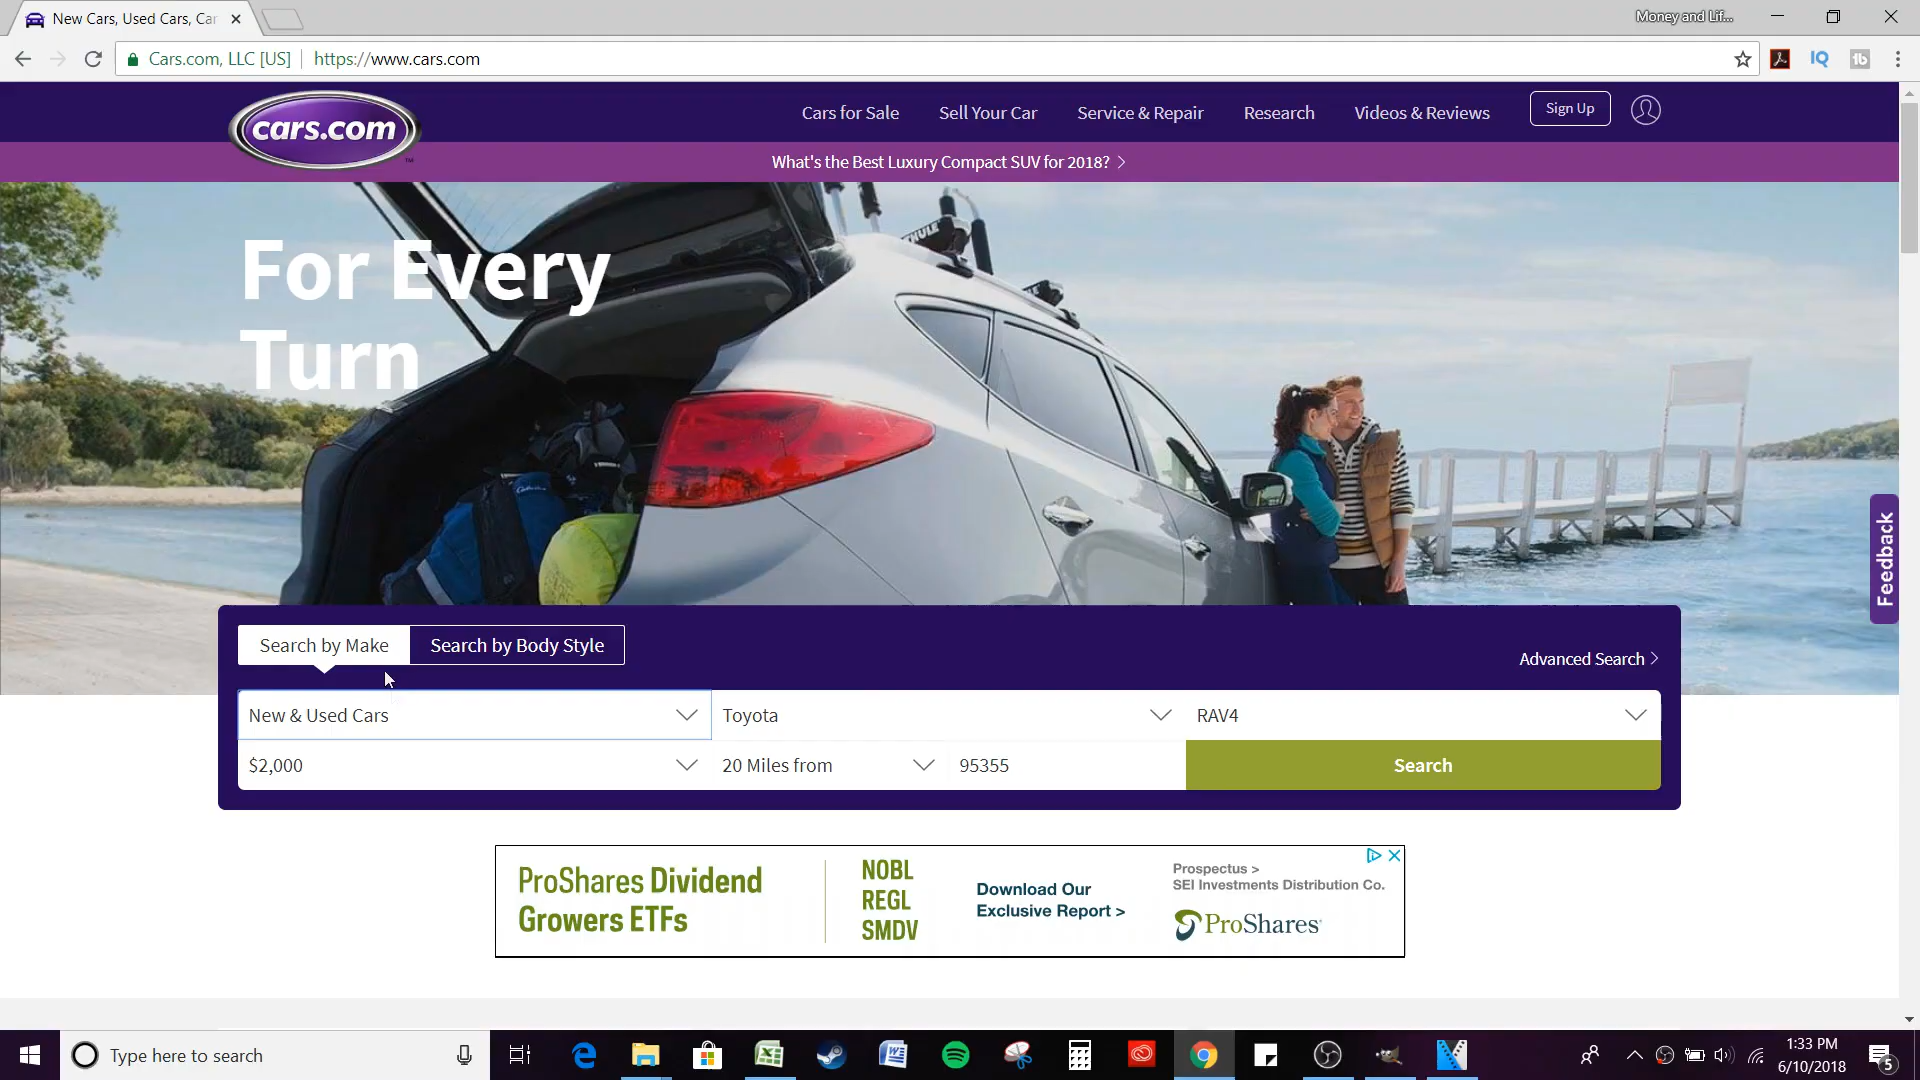 New Cars, Used Cars, Car
Money and Lif...
Cars.com, LLC [US]
https://www.cars.com
IQ
cars.com
Cars for Sale
Sell Your Car
Service & Repair
Research
Videos & Reviews
Sign Up
What's the Best Luxury Compact SUV for 2018?
THULE
For Every
Turn
Feedback
Search by Make
Search by Body Style
Advanced Search
New & Used Cars
Toyota
RAV4
$2,000
20 Miles from
95355
Search
ProShares Dividend
Growers ETFs
NOBL
REGL
SMDV
Download Our
Exclusive Report >
Prospectus >
SEI Investments Distribution Co.
ProShares
Type here to search
1:33 PM
6/10/2018
5